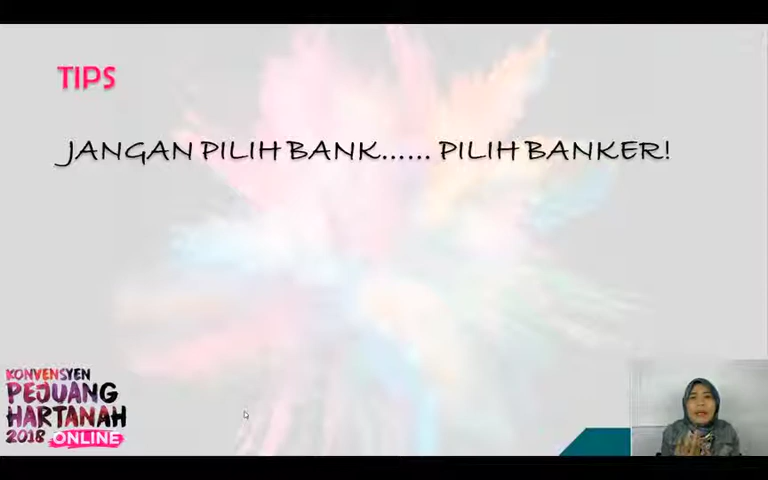 TIPS
JANGAN PILIH BANK...... PILIH BANKER!
KONVENSYEN
PEJUANG
HARTANAH
2018 ONLINE